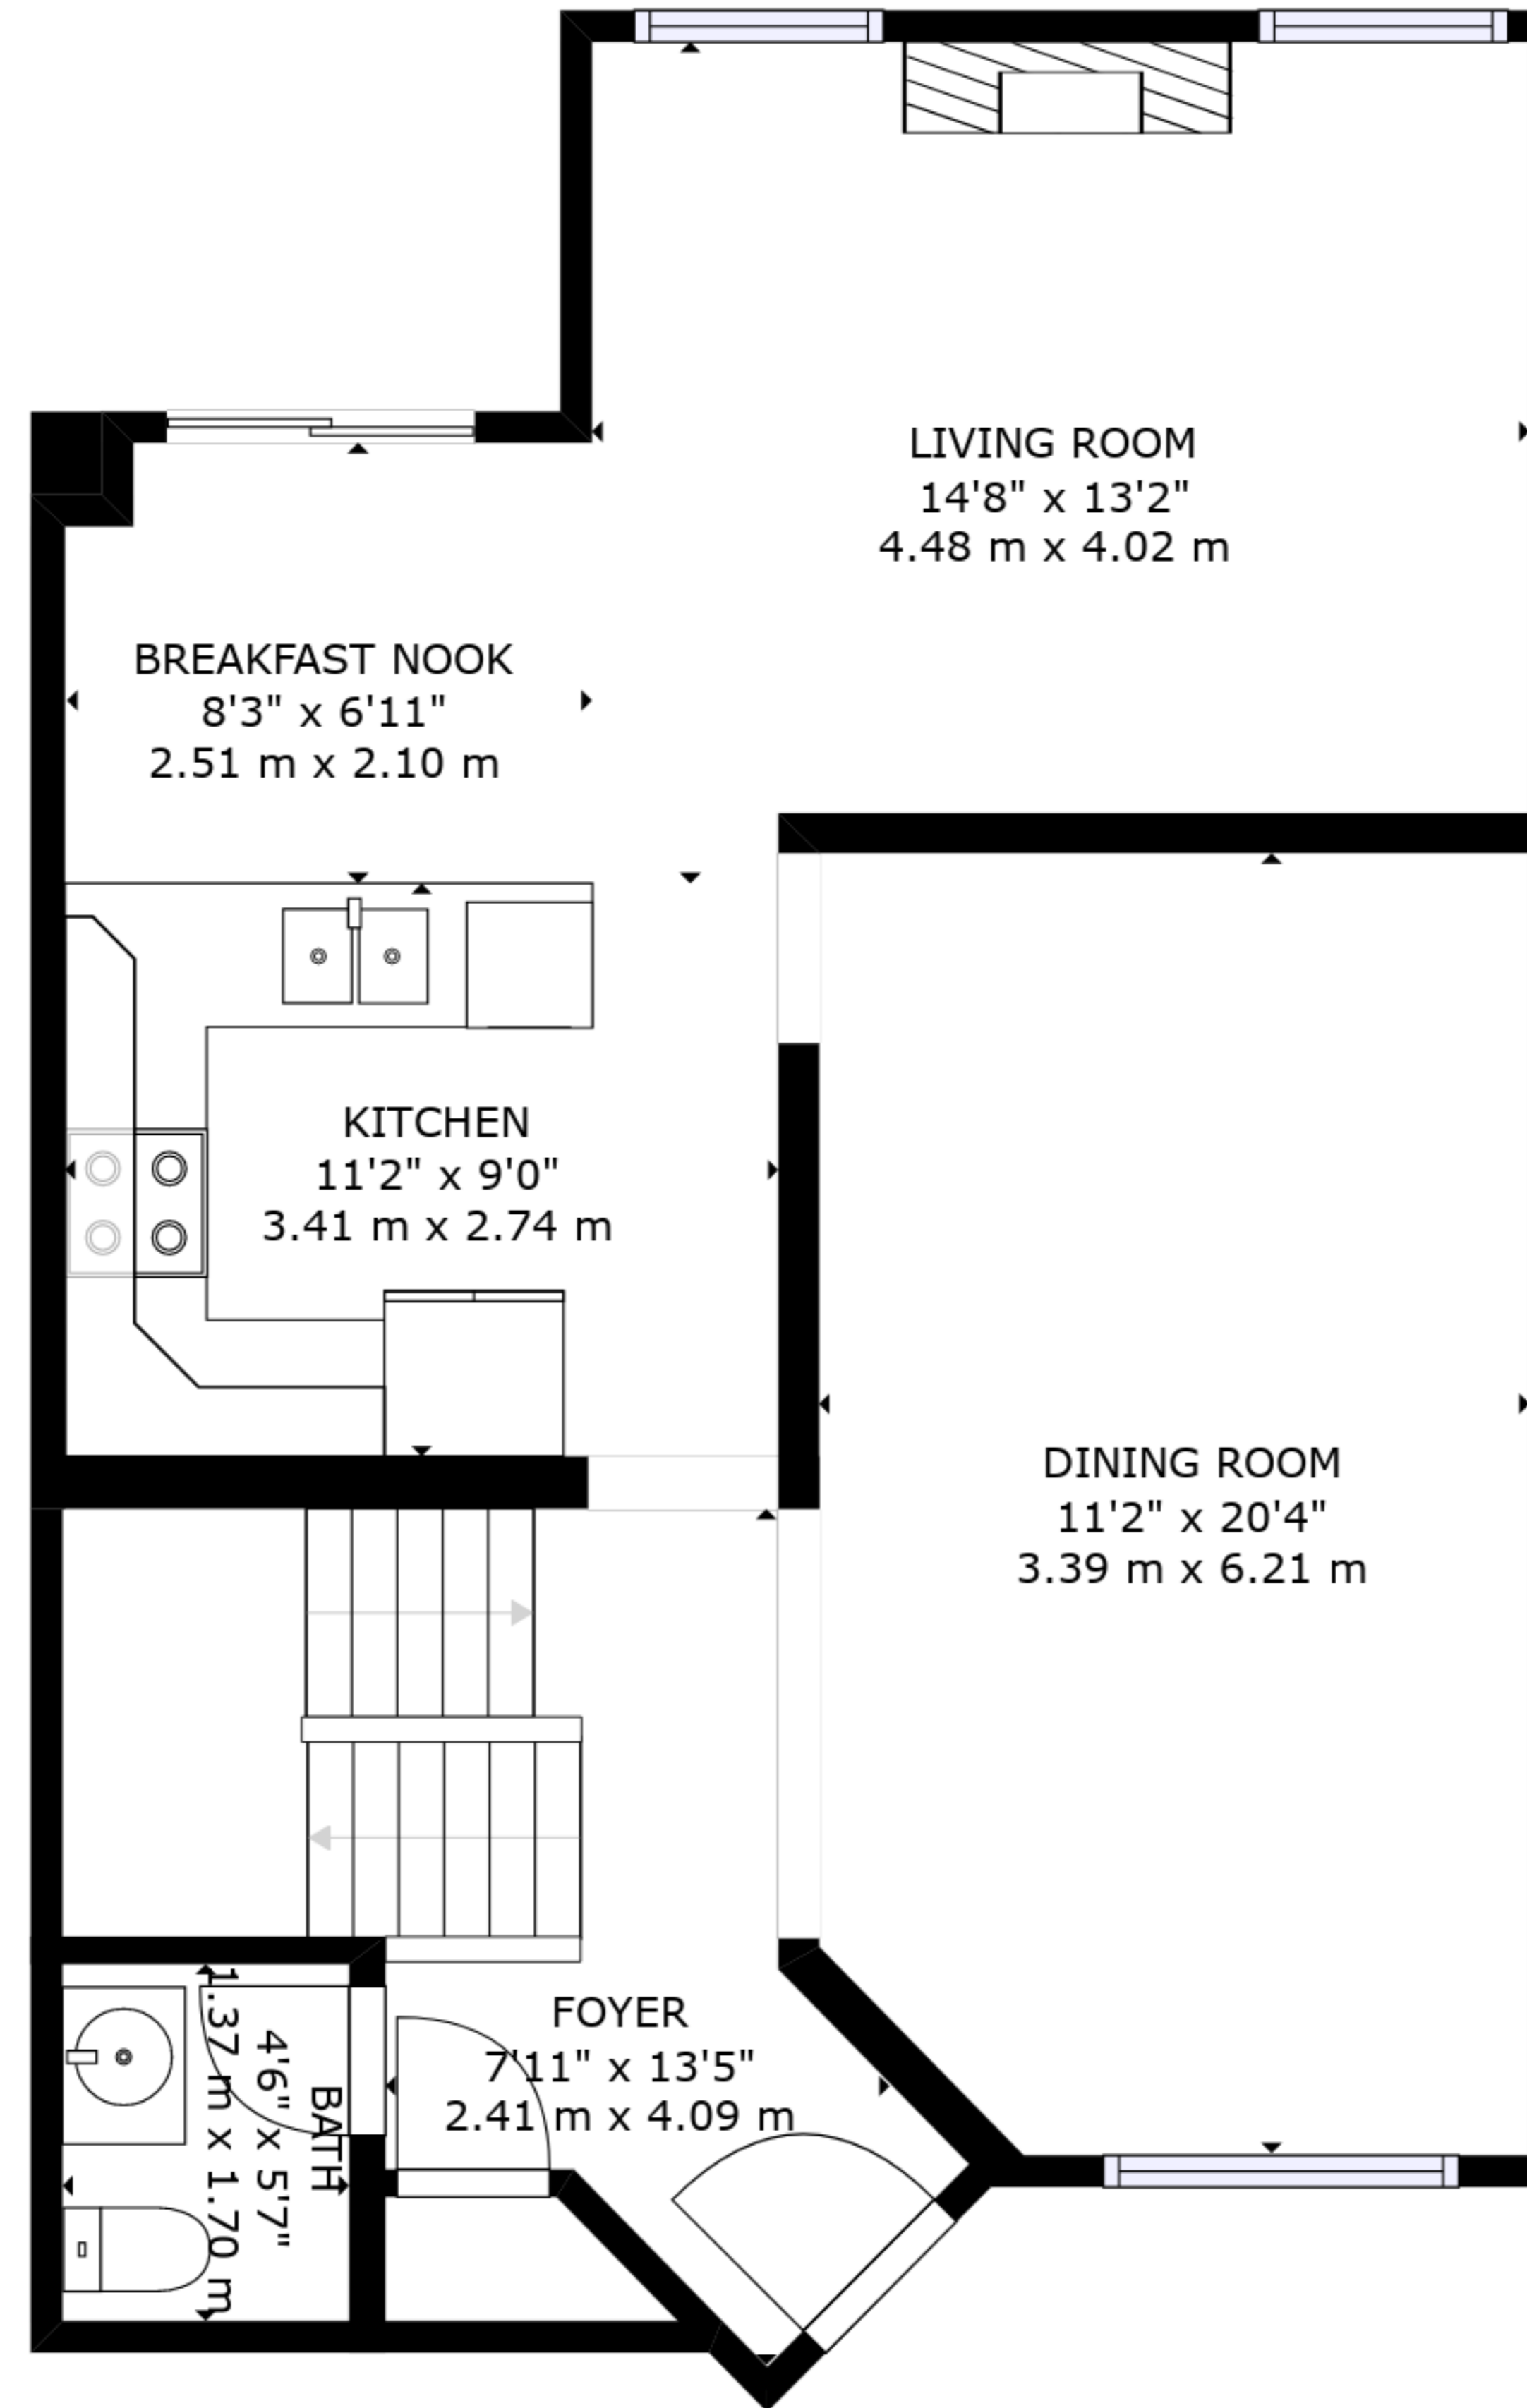 LIVING ROOM
14'8" x 13'2"
4.48 m x 4.02 m
BREAKFAST NOOK
8'3" x 6'11"
2.51 m x 2.10 m
KITCHEN
11'2" x 9'0"
3.41 m x 2.74 m
DINING ROOM
11'2" x 20'4"
3.39 m x 6.21 m
FOYER
7'11" x 13'5"
2.41 m x 4.09 m
BATH
4'6" x 5'7"
1.37 m x 1.70 m